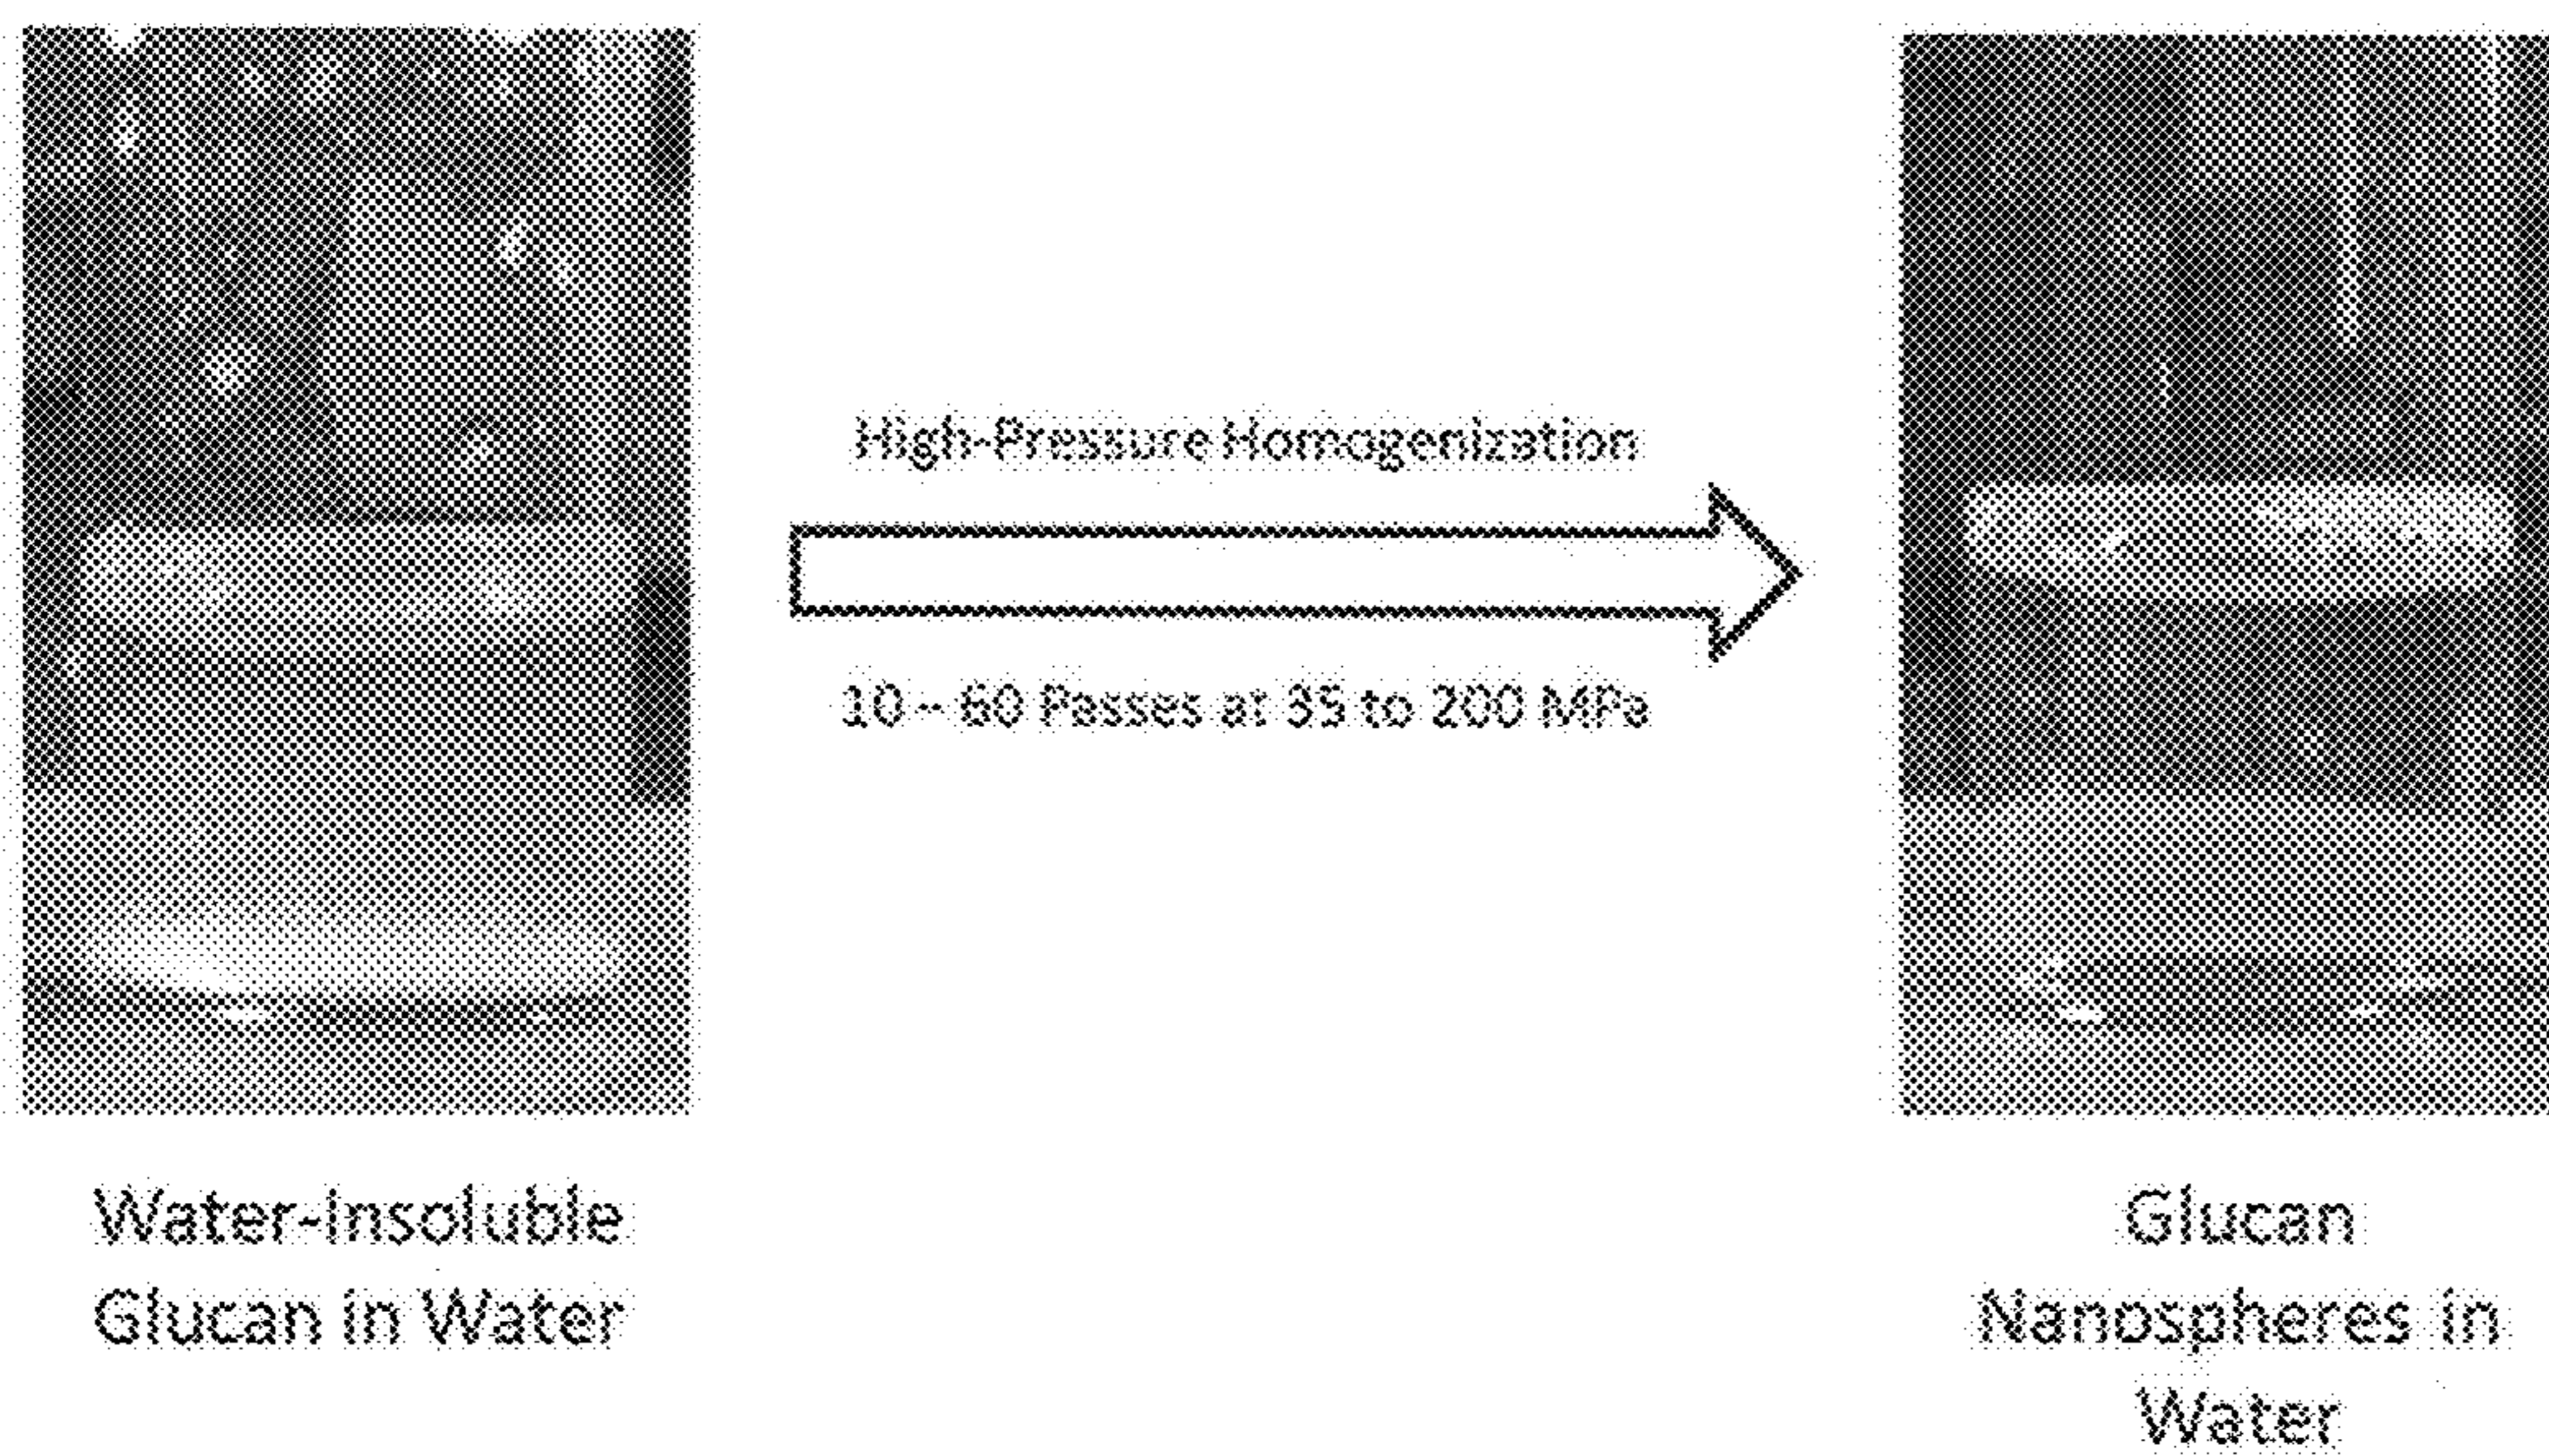 High-Pressure Homogenization
10 – 60 Passes at 35 to 200 MPa
Water-Insoluble
Glucan in Water
Glucan
Nanospheres in
Water